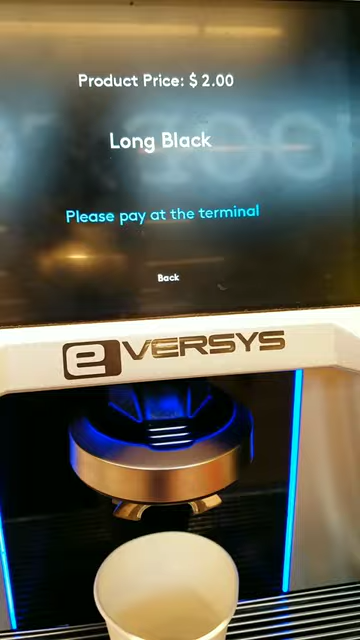 Product Price: $ 2.00
Long Black
Please pay at the terminal
Back
eVERSYS